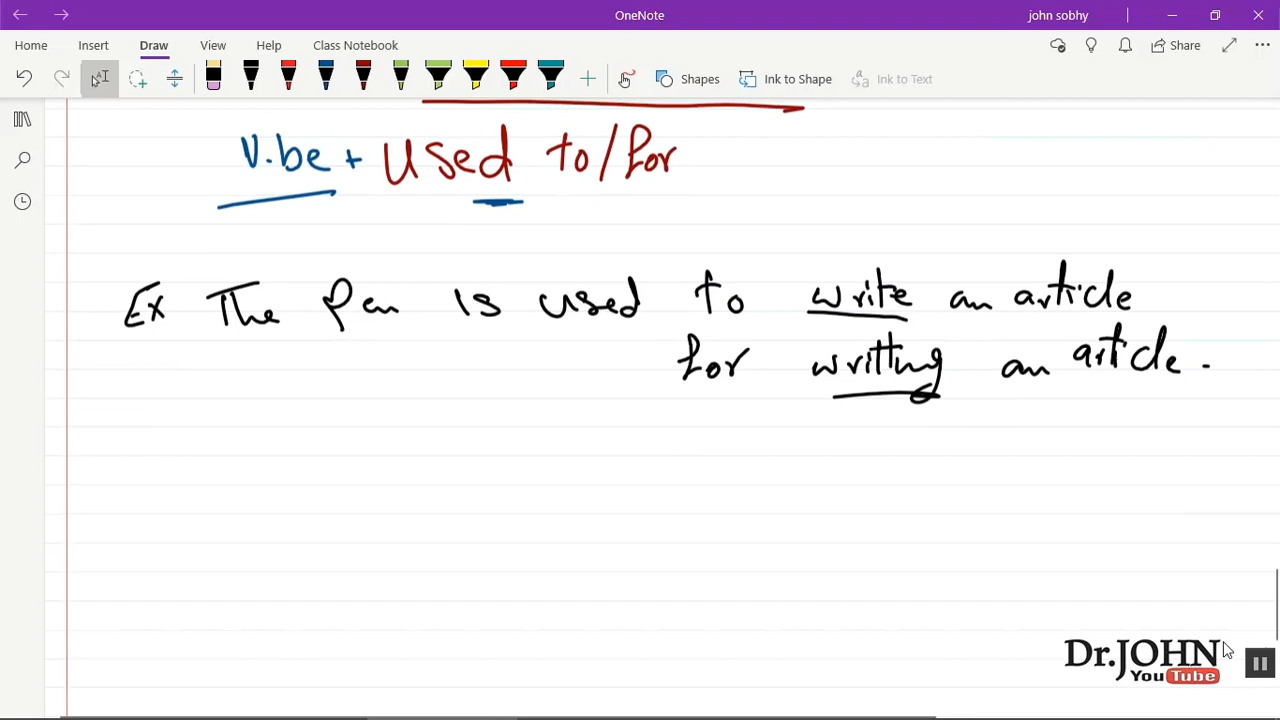 OneNote
john sobhy
Home Insert Draw View Help Class Notebook
Share
Shapes Ink to Shape Ink to Text
v.be + Used to/for
Ex The Pen is used to write an article
for writting an article.
Dr.JOHN
YouTube